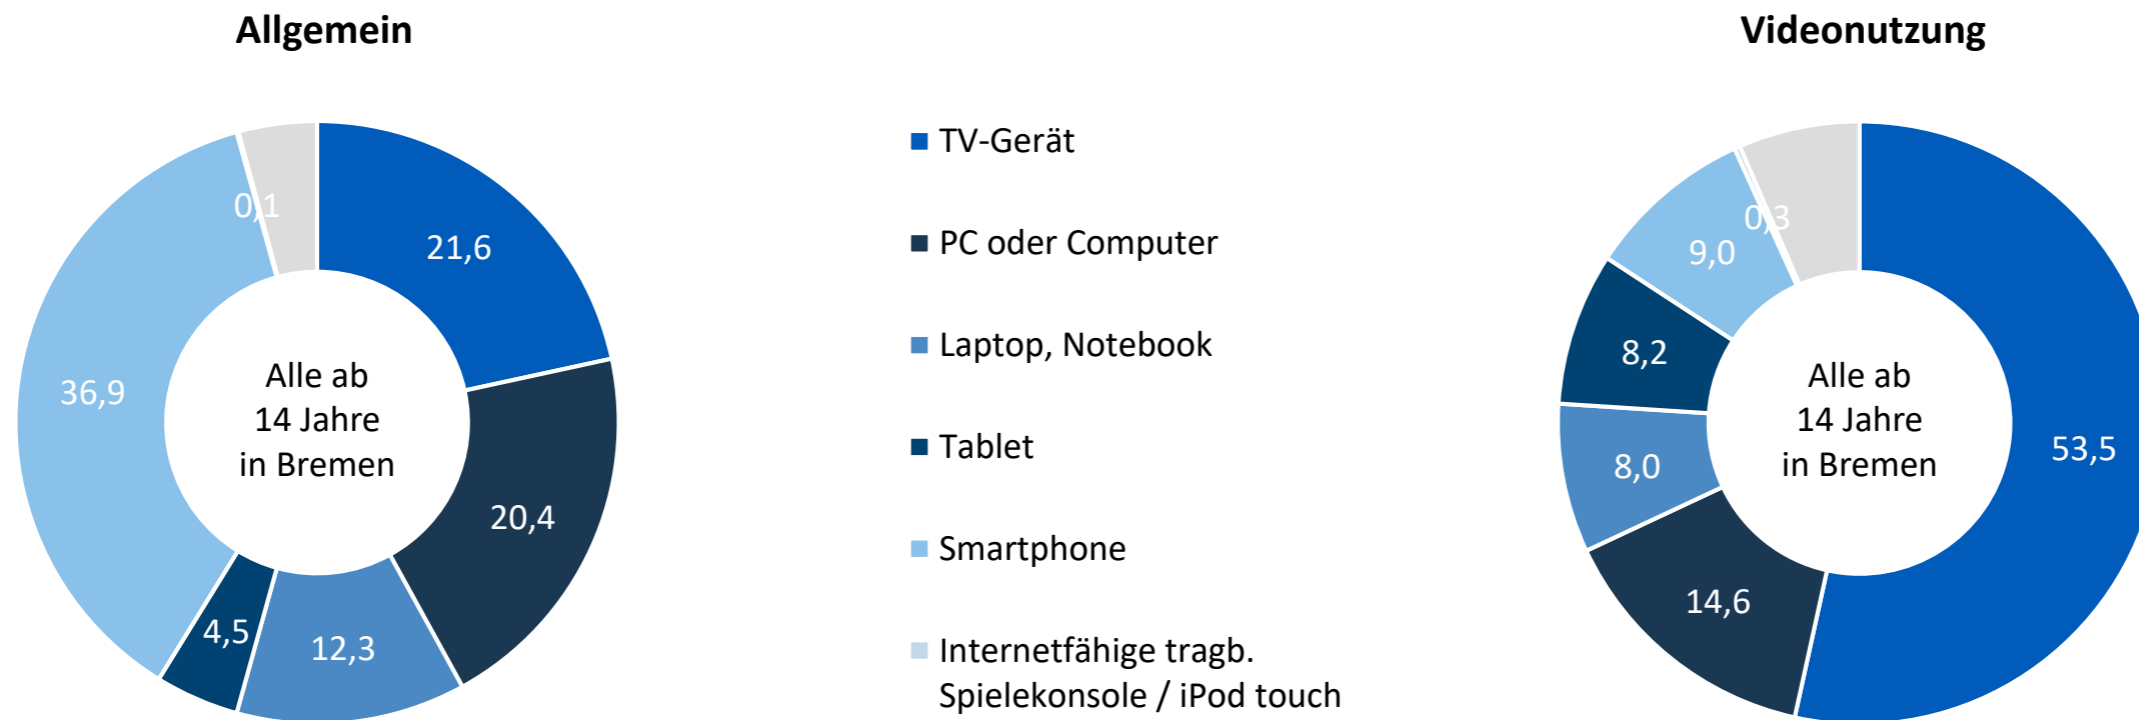 Allgemein
21,6
20,4
12,3
4,5
36,9
0,1
Alle ab
14 Jahre
in Bremen
TV-Gerät
PC oder Computer
Laptop, Notebook
Tablet
Smartphone
Internetfähige tragb.
Spielekonsole / iPod touch
Videonutzung
53,5
14,6
8,0
8,2
9,0
0,3
Alle ab
14 Jahre
in Bremen